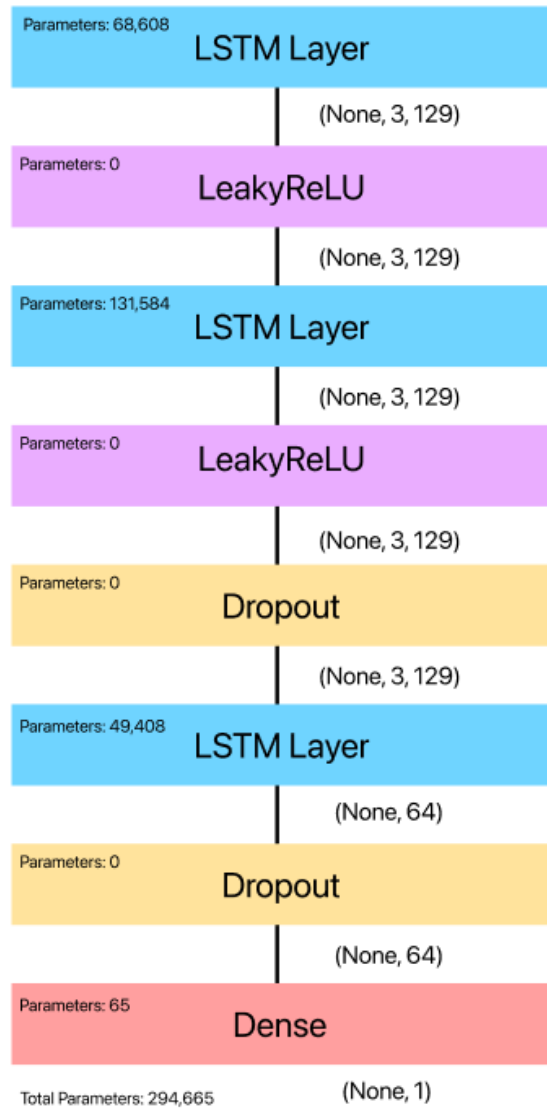 Parameters: 68,608
LSTM Layer
(None, 3, 129)
Parameters: 0
LeakyReLU
(None, 3, 129)
Parameters: 131,584
LSTM Layer
(None, 3, 129)
Parameters: 0
LeakyReLU
(None, 3, 129)
Parameters: 0
Dropout
(None, 3, 129)
Parameters: 49,408
LSTM Layer
(None, 64)
Parameters: 0
Dropout
(None, 64)
Parameters: 65
Dense
Total Parameters: 294,665
(None, 1)